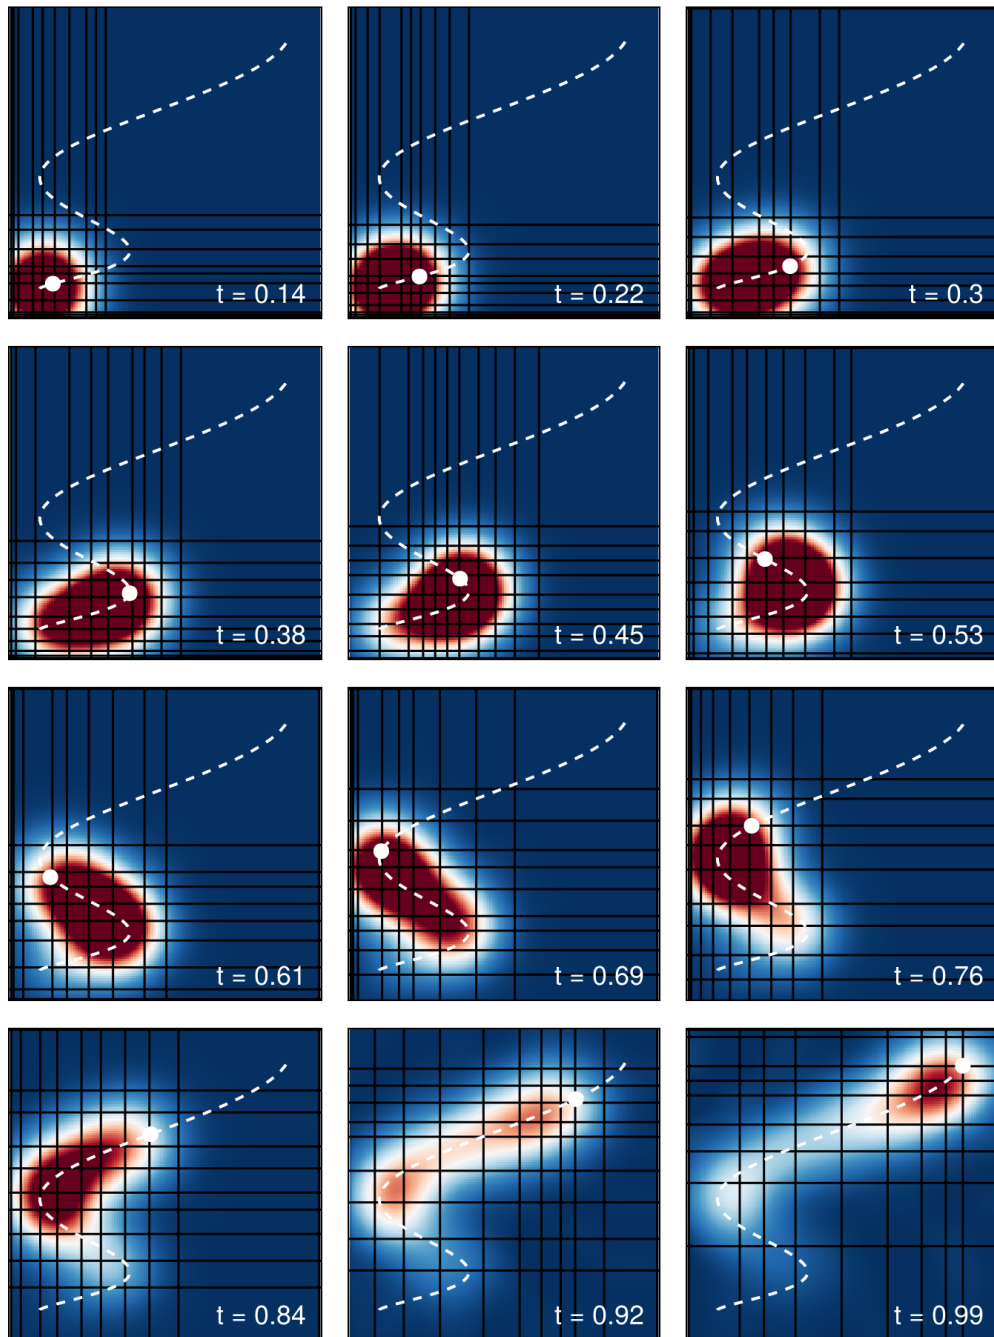 t = 0.14
t = 0.22
t = 0.3
t = 0.38
t = 0.45
t = 0.53
t = 0.61
t = 0.69
t = 0.76
t = 0.84
t = 0.92
t = 0.99